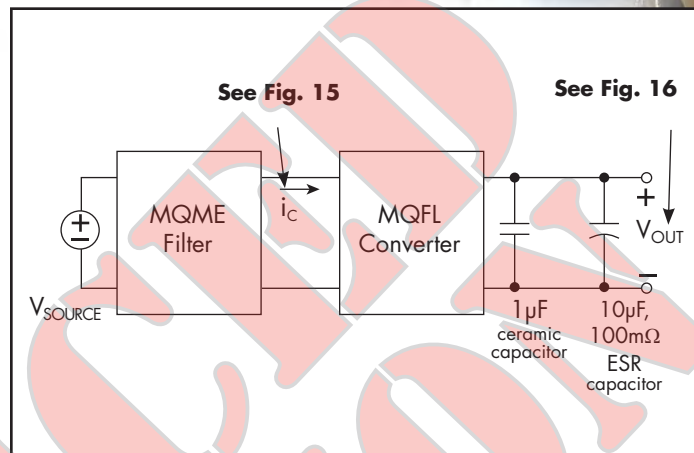 See Fig. 15
See Fig. 16
MQME
Filter
i_C
MQFL
Converter
+
V_OUT
−
+
−
V_SOURCE
1µF
ceramic
capacitor
10µF,
100mΩ
ESR
capacitor